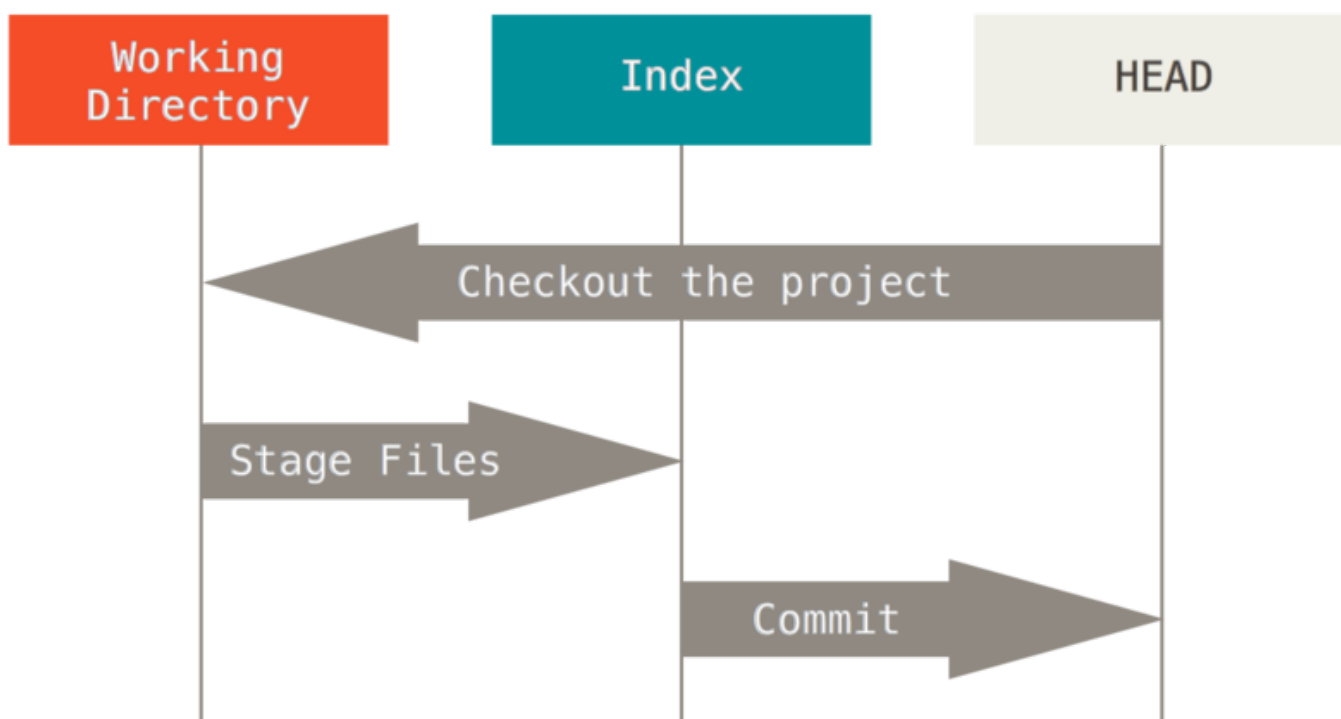 Working
Directory
Index
HEAD
Checkout the project
Stage Files
Commit